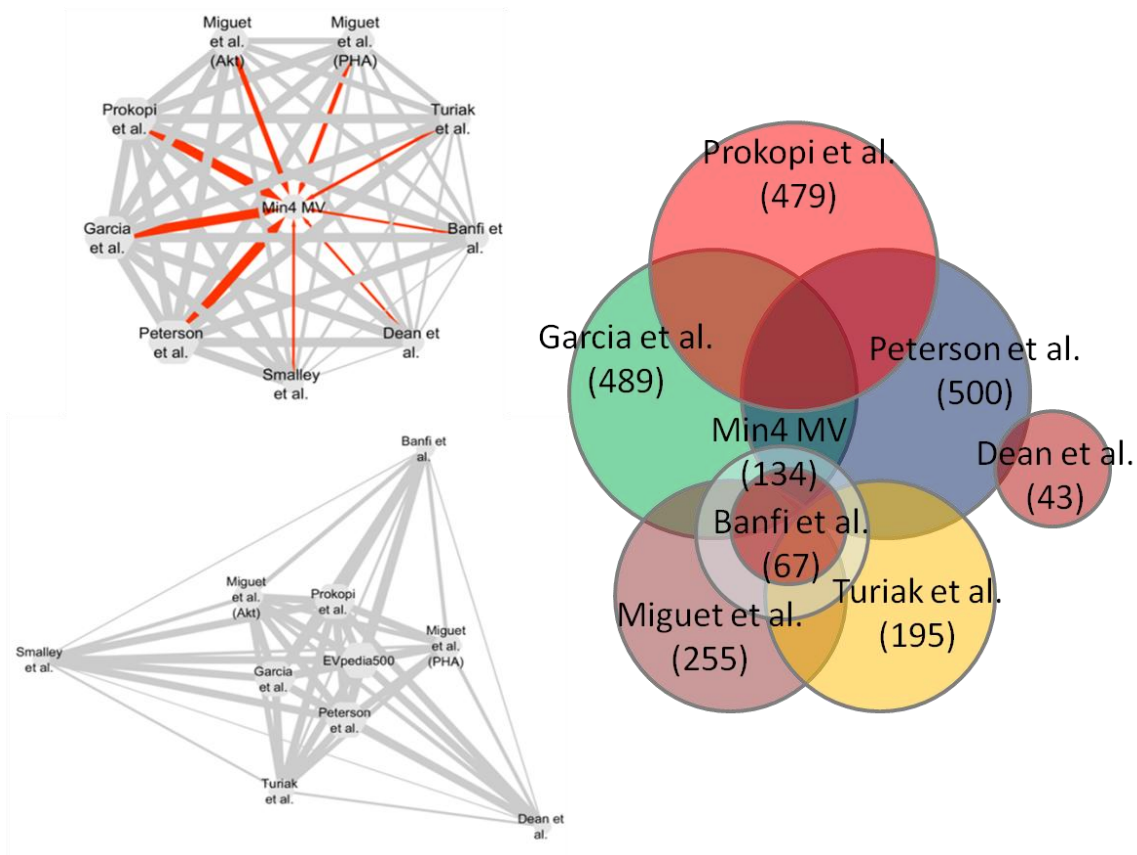 Miguet
et al.
(Akt)
Miguet
et al.
(PHA)
Prokopi
et al.
Turiak
et al.
Min4 MV
Garcia
et al.
Banfi et
al.
Peterson
et al.
Dean et
al.
Smalley
et al.
Banfi et
al.
Miguet
et al.
(Akt)
Prokopi
et al.
Miguet
et al.
(PHA)
Smalley
et al.
EVpedia500
Garcia
et al.
Peterson
et al.
Turiak
et al.
Dean et
al.
Prokopi et al.
(479)
Garcia et al.
(489)
Peterson et al.
(500)
Min4 MV
(134)
Dean et al.
(43)
Banfi et al.
(67)
Miguet et al.
(255)
Turiak et al.
(195)